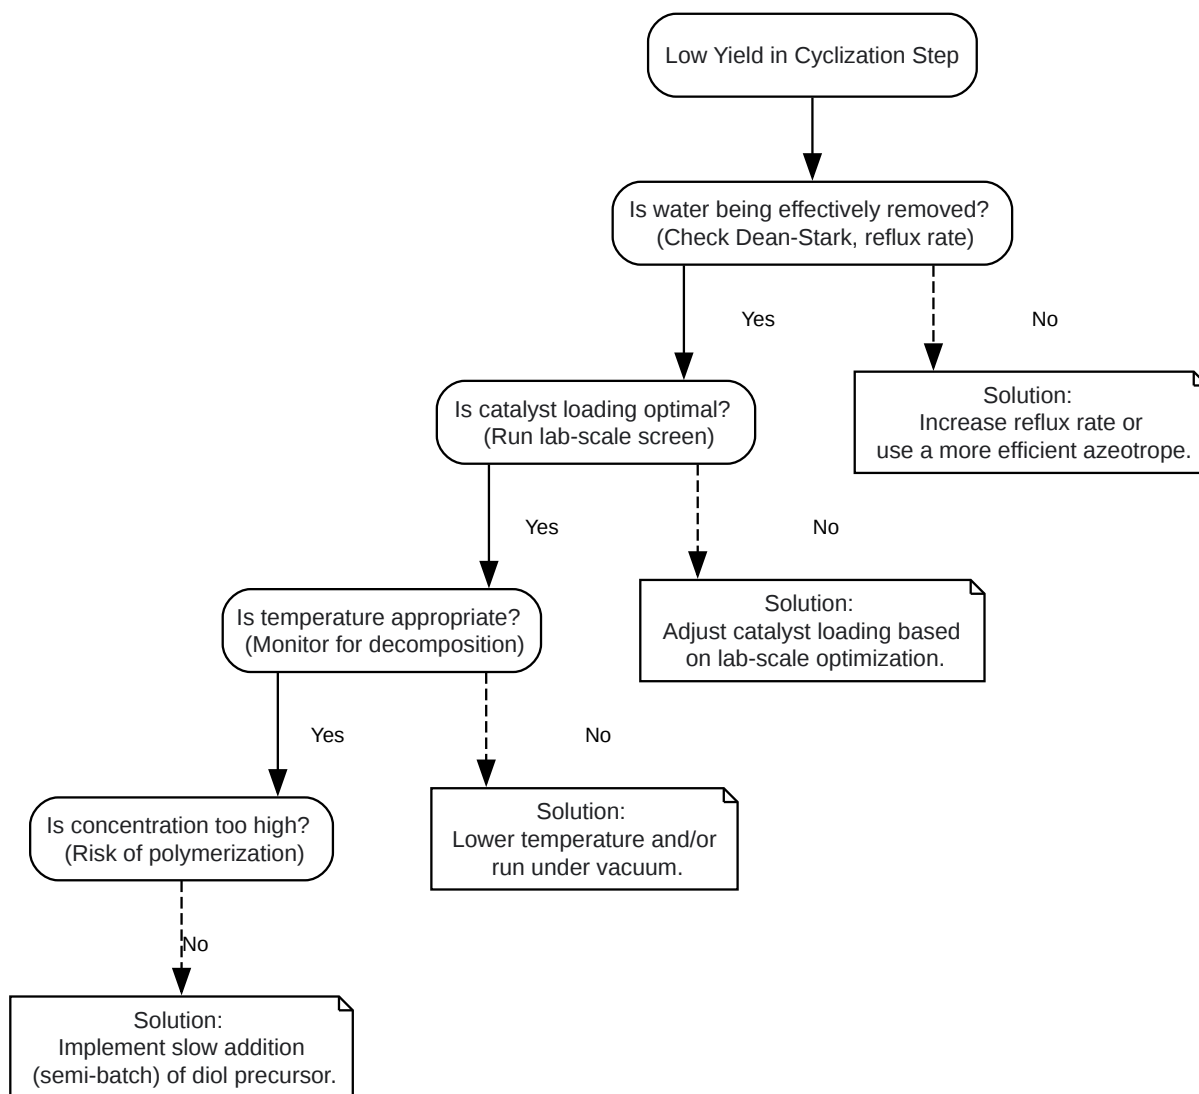 Low Yield in Cyclization Step
Is water being effectively removed?
(Check Dean-Stark, reflux rate)
Yes
No
Solution:
Increase reflux rate or
use a more efficient azeotrope.
Is catalyst loading optimal?
(Run lab-scale screen)
Yes
No
Solution:
Adjust catalyst loading based
on lab-scale optimization.
Is temperature appropriate?
(Monitor for decomposition)
Yes
No
Solution:
Lower temperature and/or
run under vacuum.
Is concentration too high?
(Risk of polymerization)
No
Solution:
Implement slow addition
(semi-batch) of diol precursor.